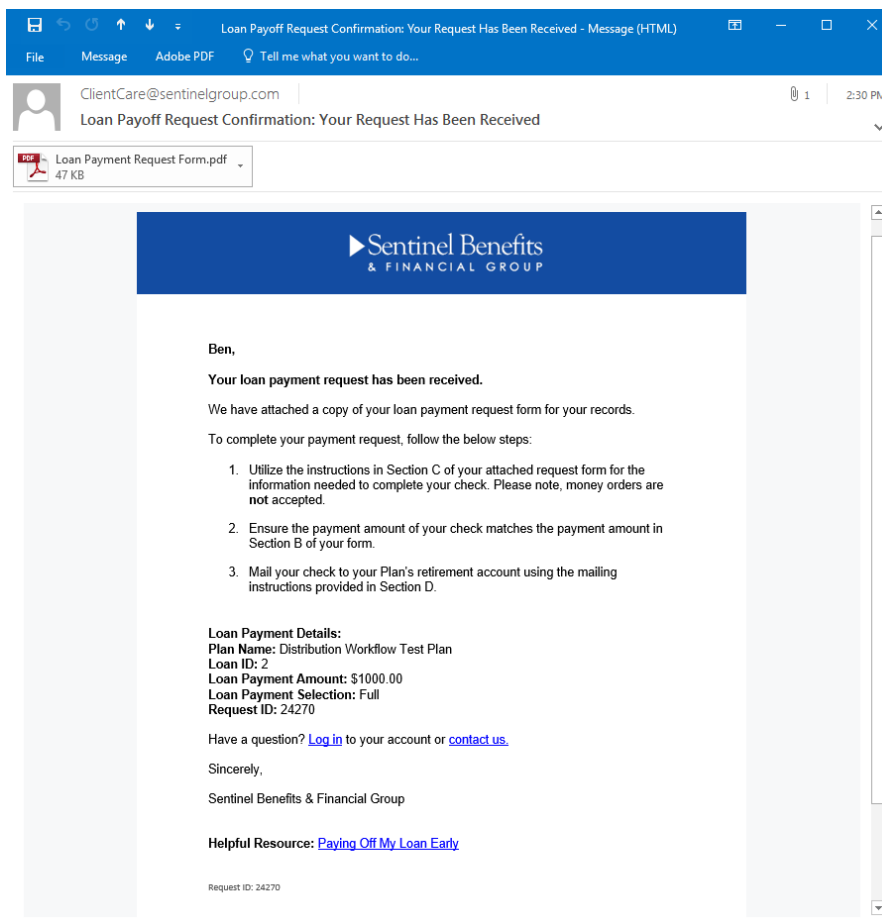 Loan Payoff Request Confirmation: Your Request Has Been Received - Message (HTML)
File Message Adobe PDF Tell me what you want to do...
ClientCare@sentinelgroup.com
1 2:30 PM
Loan Payoff Request Confirmation: Your Request Has Been Received
PDF
Loan Payment Request Form.pdf
47 KB
Sentinel Benefits
& FINANCIAL GROUP
Ben,
Your loan payment request has been received.
We have attached a copy of your loan payment request form for your records.
To complete your payment request, follow the below steps:
1. Utilize the instructions in Section C of your attached request form for the
information needed to complete your check. Please note, money orders are
not accepted.
2. Ensure the payment amount of your check matches the payment amount in
Section B of your form.
3. Mail your check to your Plan's retirement account using the mailing
instructions provided in Section D.
Loan Payment Details:
Plan Name: Distribution Workflow Test Plan
Loan ID: 2
Loan Payment Amount: $1000.00
Loan Payment Selection: Full
Request ID: 24270
Have a question? Log in to your account or contact us.
Sincerely,
Sentinel Benefits & Financial Group
Helpful Resource: Paying Off My Loan Early
Request ID: 24270